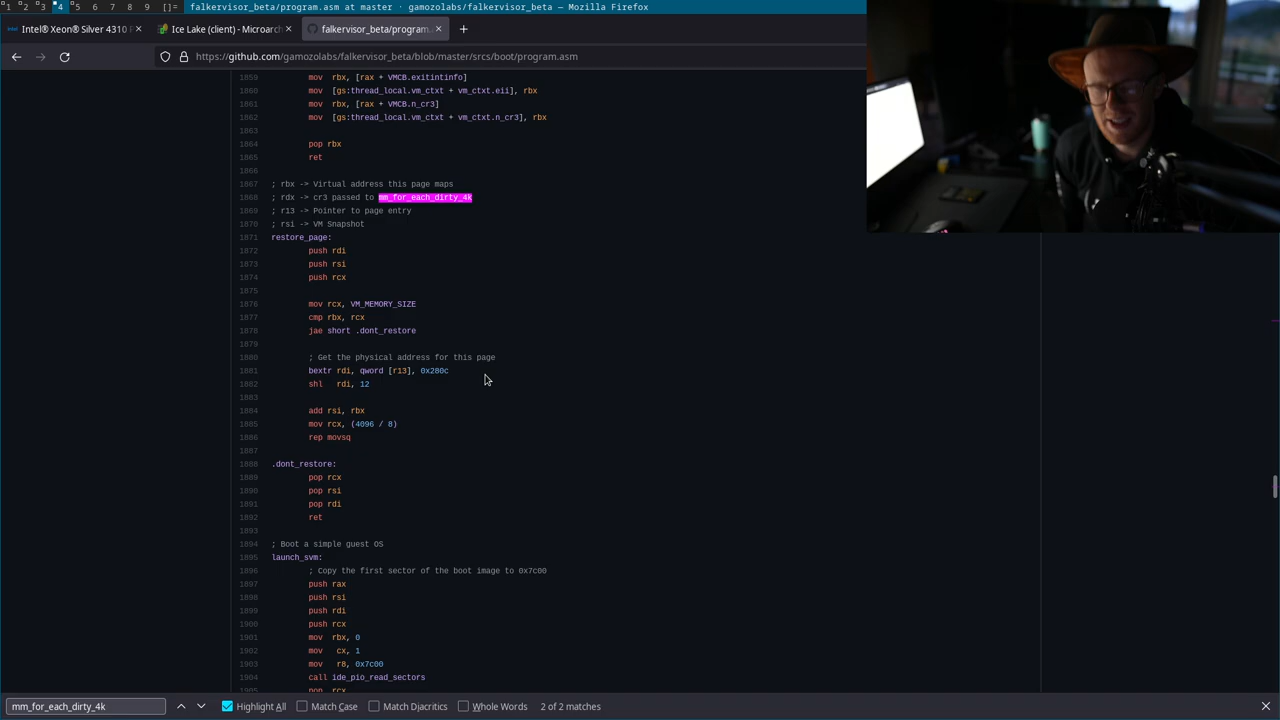 1 2 3 4 5 6 7 8 9 []= falkervisor_beta/program.asm at master · gamozolabs/falkervisor_beta — Mozilla Firefox
Intel® Xeon® Silver 4310 P
Ice Lake (client) - Microarch
falkervisor_beta/program.
https://github.com/gamozolabs/falkervisor_beta/blob/master/srcs/boot/program.asm
1859 mov rbx, [rax + VMCB.exitintinfo]
1860 mov [gs:thread_local.vm_ctxt + vm_ctxt.eii], rbx
1861 mov rbx, [rax + VMCB.n_cr3]
1862 mov [gs:thread_local.vm_ctxt + vm_ctxt.n_cr3], rbx
1863
1864 pop rbx
1865 ret
1866
1867 ; rbx -> Virtual address this page maps
1868 ; rdx -> cr3 passed to mm_for_each_dirty_4k
1869 ; r13 -> Pointer to page entry
1870 ; rsi -> VM Snapshot
1871 restore_page:
1872 push rdi
1873 push rsi
1874 push rcx
1875
1876 mov rcx, VM_MEMORY_SIZE
1877 cmp rbx, rcx
1878 jae short .dont_restore
1879
1880 ; Get the physical address for this page
1881 bextr rdi, qword [r13], 0x280c
1882 shl rdi, 12
1883
1884 add rsi, rbx
1885 mov rcx, (4096 / 8)
1886 rep movsq
1887
1888 .dont_restore:
1889 pop rcx
1890 pop rsi
1891 pop rdi
1892 ret
1893
1894 ; Boot a simple guest OS
1895 launch_svm:
1896 ; Copy the first sector of the boot image to 0x7c00
1897 push rax
1898 push rsi
1899 push rdi
1900 push rcx
1901 mov rbx, 0
1902 mov cx, 1
1903 mov r8, 0x7c00
1904 call ide_pio_read_sectors
1905 pop rcx
mm_for_each_dirty_4k Highlight All Match Case Match Diacritics Whole Words 2 of 2 matches